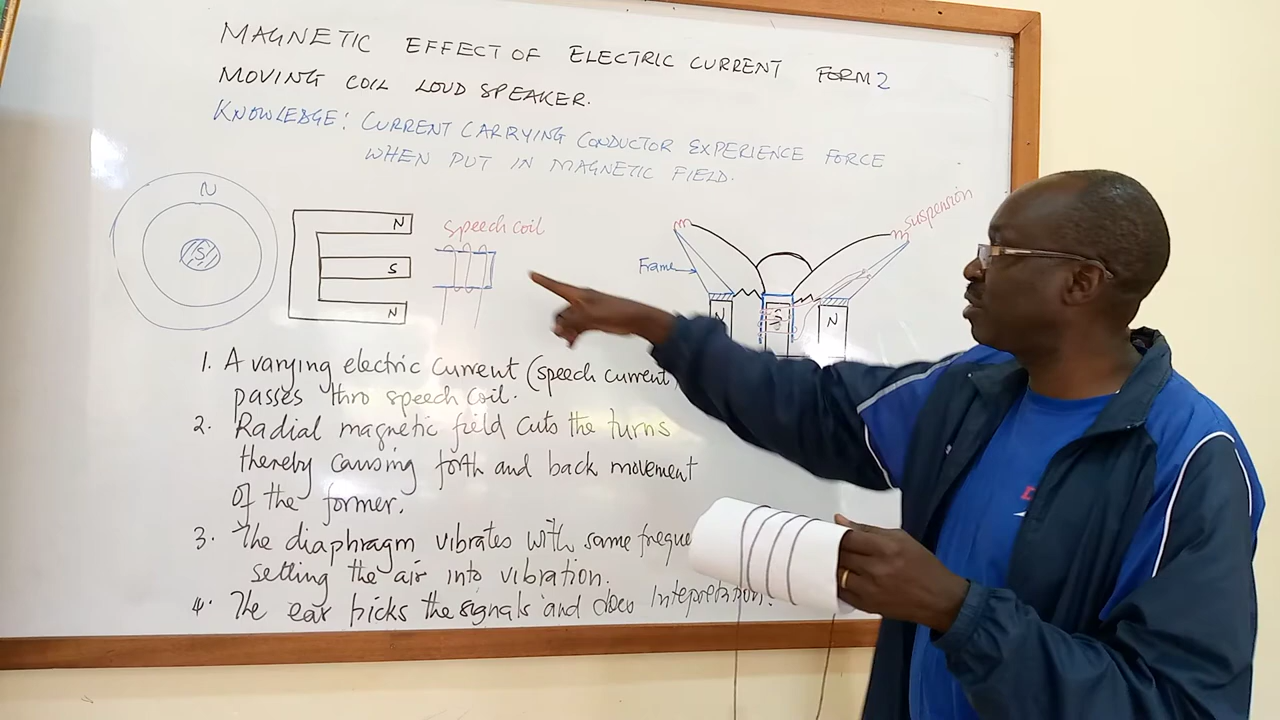 MAGNETIC EFFECT OF ELECTRIC CURRENT FORM 2
MOVING COIL LOUD SPEAKER.
KNOWLEDGE: CURRENT CARRYING CONDUCTOR EXPERIENCE FORCE
WHEN PUT IN MAGNETIC FIELD.
N
S
N
S
N
speech coil
suspension
Frame
N
S
N
1. A varying electric current (speech current)
passes thro speech coil.
2. Radial magnetic field cuts the turns
thereby causing forth and back movement
of the former.
3. The diaphragm vibrates with same freque
setting the air into vibration.
4. The ear picks the signals and does Intepretation.